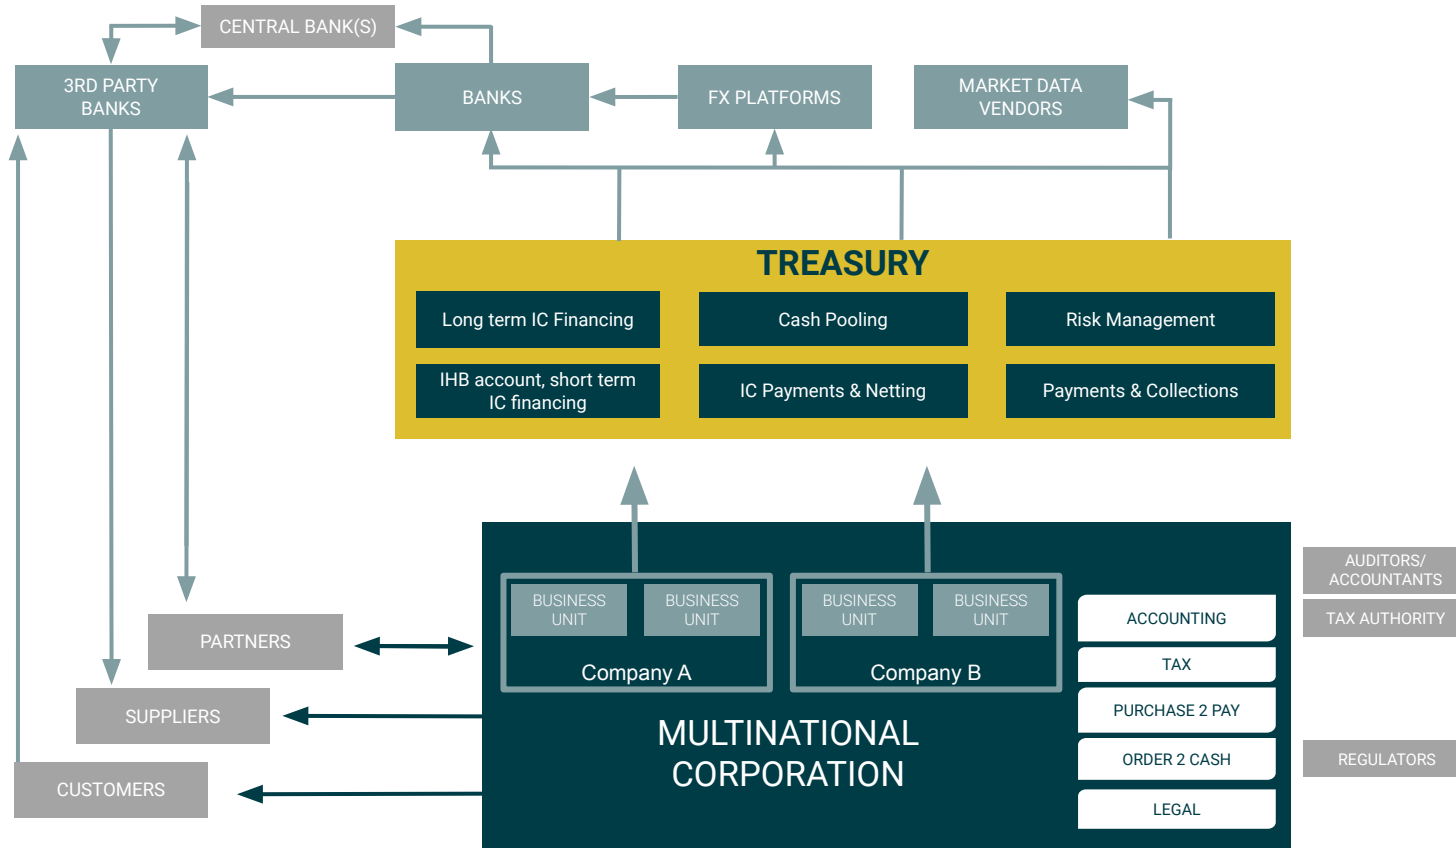 CENTRAL BANK(S)
3RD PARTY
BANKS
BANKS
FX PLATFORMS
MARKET DATA
VENDORS
TREASURY
Long term IC Financing
Cash Pooling
Risk Management
IHB account, short term
IC financing
IC Payments & Netting
Payments & Collections
BUSINESS
UNIT
BUSINESS
UNIT
Company A
BUSINESS
UNIT
BUSINESS
UNIT
Company B
MULTINATIONAL
CORPORATION
ACCOUNTING
TAX
PURCHASE 2 PAY
ORDER 2 CASH
LEGAL
AUDITORS/
ACCOUNTANTS
TAX AUTHORITY
REGULATORS
PARTNERS
SUPPLIERS
CUSTOMERS